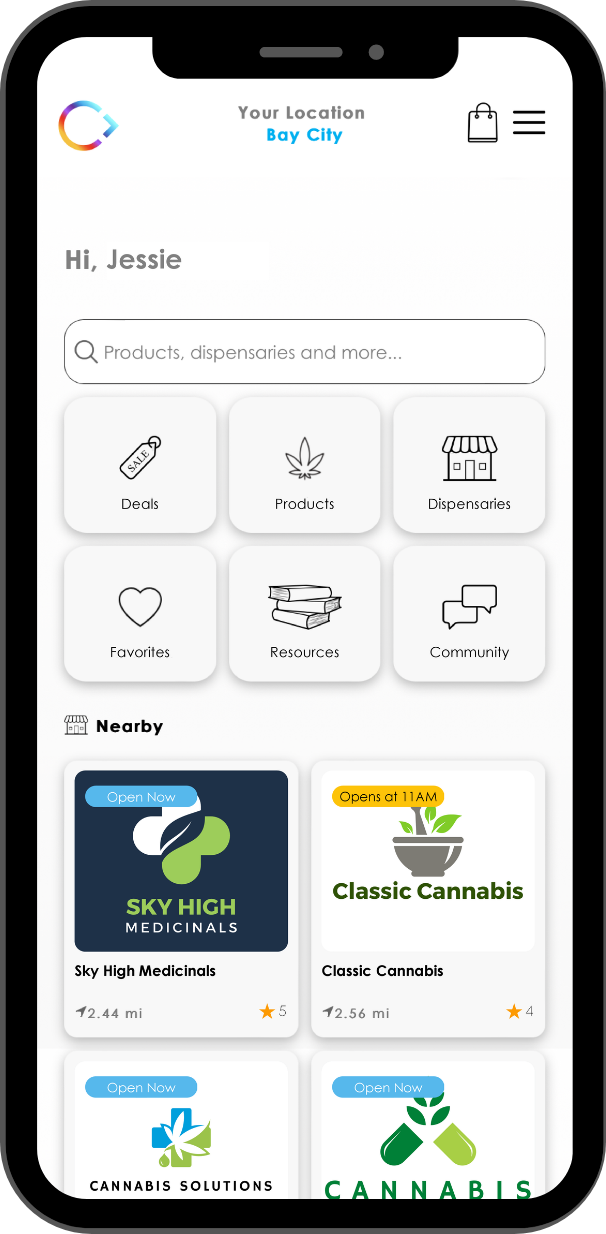 Your Location
Bay City
Hi, Jessie
Products, dispensaries and more...
SALE
Deals
Products
Dispensaries
Favorites
Resources
Community
Nearby
Open Now
SKY HIGH
MEDICINALS
Sky High Medicinals
2.44 mi
5
Opens at 11AM
Classic Cannabis
Classic Cannabis
2.56 mi
4
Open Now
CANNABIS SOLUTIONS
Open Now
CANNABIS